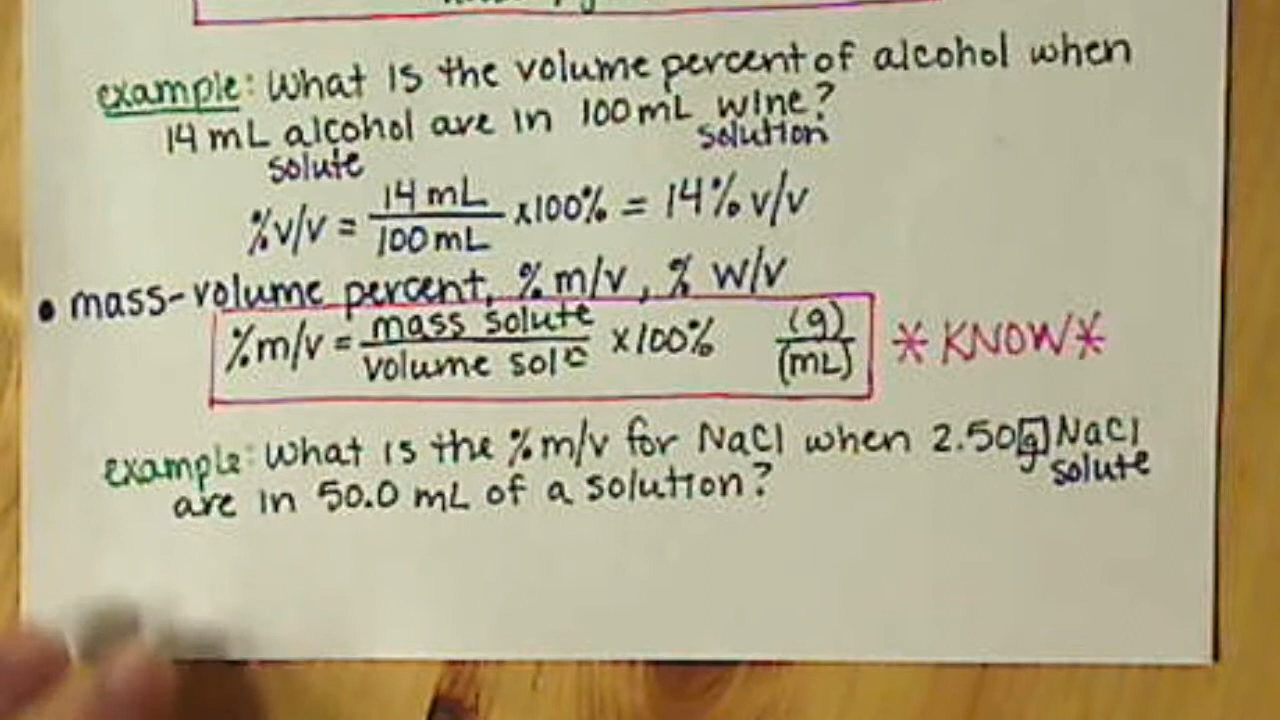 example: What is the volume percent of alcohol when
14 mL alcohol are in 100 mL wine?
solute solution
%v/v = 14 mL / 100 mL x100% = 14% v/v
• mass-volume percent, % m/v, % w/v
%m/v = mass solute / volume solⁿ x100% (g) / (mL) * KNOW *
example: What is the % m/v for NaCl when 2.50 g NaCl
solute
are in 50.0 mL of a solution?